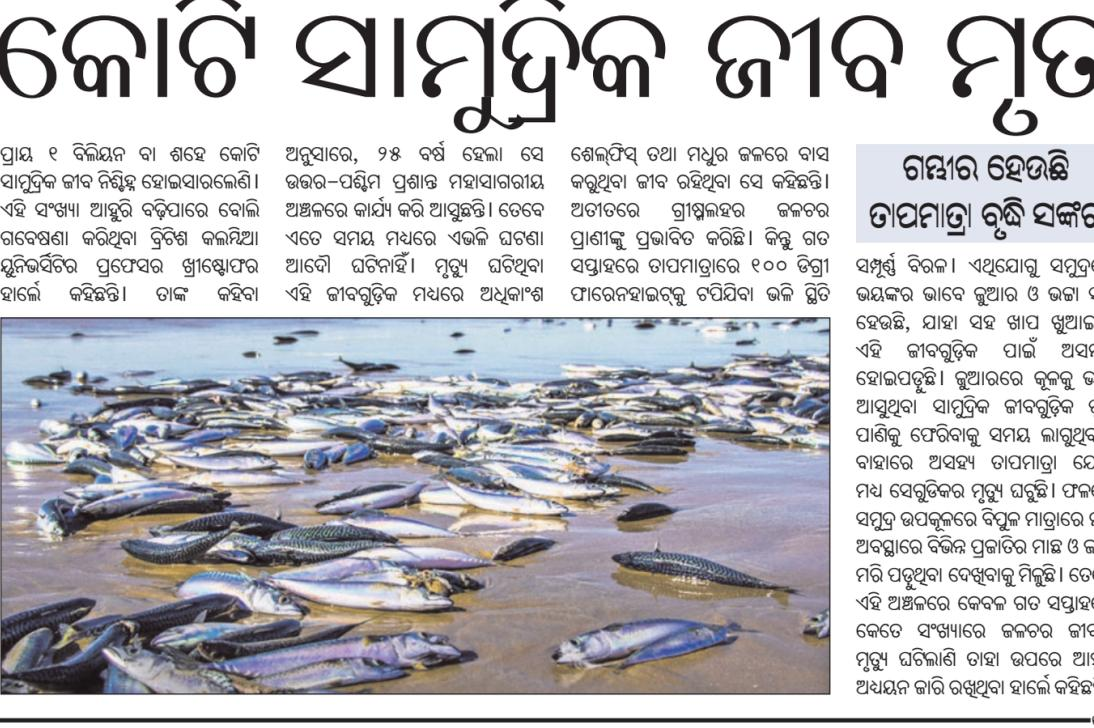 କୋଟି ସାମୁଦ୍ରିକ ଜୀବ ମୃତ
ପ୍ରାୟ ୧ ବିଲିୟନ ବା ଶହେ କୋଟି
ସାମୁଦ୍ରିକ ଜୀବ ନିଶ୍ଚିହ୍ନ ହୋଇସାରଲେଣି।
ଏହି ସଂଖ୍ୟା ଆହୁରି ବଢ଼ିପାରେ ବୋଲି
ଗବେଷଣା କରିଥିବା ବ୍ରିଟିଶ କଲମ୍ବିଆ
ୟୁନିଭର୍ସିଟିର ପ୍ରଫେସର ଖ୍ରୀଷ୍ଟୋଫର
ହାର୍ଲେ କହିଛନ୍ତି। ତାଙ୍କ କହିବା
ଅନୁସାରେ, ୨୫ ବର୍ଷ ହେଲା ସେ
ଉତ୍ତର-ପଶ୍ଚିମ ପ୍ରଶାନ୍ତ ମହାସାଗରୀୟ
ଅଞ୍ଚଳରେ କାର୍ଯ୍ୟ କରି ଆସୁଛନ୍ତି। ତେବେ
ଏତେ ସମୟ ମଧ୍ୟରେ ଏଭଳି ଘଟଣା
ଆଦୌ ଘଟିନାହିଁ। ମୃତ୍ୟୁ ଘଟିଥିବା
ଏହି ଜୀବଗୁଡ଼ିକ ମଧ୍ୟରେ ଅଧିକାଂଶ
ଶେଲ୍‌ଫିସ୍ ତଥା ମଧୁର ଜଳରେ ବାସ
କରୁଥିବା ଜୀବ ରହିଥିବା ସେ କହିଛନ୍ତି।
ଅତୀତରେ ଗ୍ରୀଷ୍ମଲହର ଜଳଚର
ପ୍ରାଣୀଙ୍କୁ ପ୍ରଭାବିତ କରିଛି। କିନ୍ତୁ ଗତ
ସପ୍ତାହରେ ତାପମାତ୍ରାରେ ୧୦୦ ଡିଗ୍ରୀ
ଫାରେନହାଇଟ୍‌କୁ ଟପିଯିବା ଭଳି ସ୍ଥିତି
ଗମ୍ଭୀର ହେଉଛି
ତାପମାତ୍ରା ବୃଦ୍ଧି
ସମ୍ପୂର୍ଣ୍ଣ ବିରଳ। ଏଥିଯୋଗୁ
ଭୟଙ୍କର ଭାବେ ଜୁଆର ଓ ଭଟ୍ଟା
ହେଉଛି, ଯାହା ସହ ଖାପ
ଏହି ଜୀବଗୁଡ଼ିକ ପାଇଁ
ହୋଇପଡୁଛି। ଜୁଆରରେ କୂଳକୁ
ଆସୁଥିବା ସାମୁଦ୍ରିକ ଜୀବଗୁଡ଼ିକ
ପାଣିକୁ ଫେରିବାକୁ ସମୟ
ବାହାରେ ଅସହ୍ୟ ତାପମାତ୍ରା
ମଧ୍ୟ ସେଗୁଡିକର ମୃତ୍ୟୁ ଘଟୁଛି।
ସମୁଦ୍ର ଉପକୂଳରେ ବିପୁଳ ମାତ୍ରାରେ
ଅବସ୍ଥାରେ ବିଭିନ୍ନ ପ୍ରଜାତିର ମାଛ ଓ
ମରି ପଡୁଥିବା ଦେଖିବାକୁ ମିଳୁଛି।
ଏହି ଅଞ୍ଚଳରେ କେବଳ ଗତ
କେତେ ସଂଖ୍ୟାରେ ଜଳଚର
ମୃତ୍ୟୁ ଘଟିଲାଣି ତାହା ଉପରେ
ଅଧ୍ୟୟନ ଜାରି ରଖିଥିବା ହାର୍ଲେ